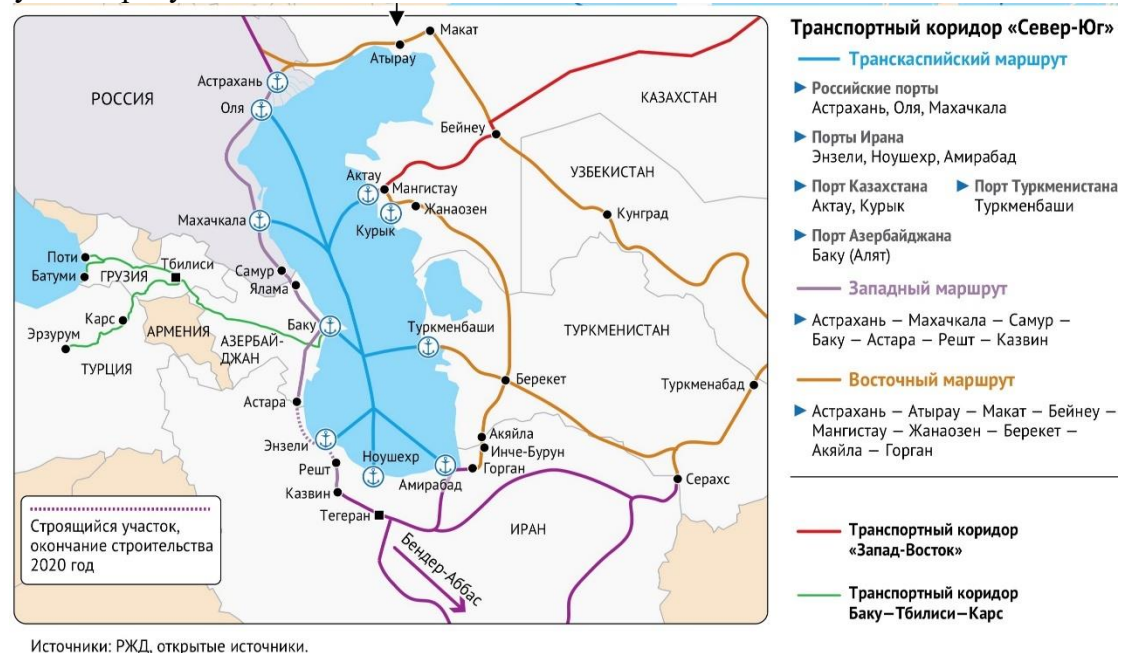 Макат
Атырау
Астрахань
РОССИЯ
Оля
КАЗАХСТАН
Бейнеу
УЗБЕКИСТАН
Актау
Мангистау
Жанаозен
Кунград
Курык
Махачкала
Поти
Тбилиси
Батуми
ГРУЗИЯ
Самур
Ялама
Карс
Эрзурум
АРМЕНИЯ
АЗЕРБАЙ-
ДЖАН
Баку
Туркменбаши
ТУРКМЕНИСТАН
ТУРЦИЯ
Берекет
Туркменабад
Астара
Акяйла
Энзели
Инче-Бурун
Ноушехр
Решт
Горган
Амирабад
Казвин
Серахс
Тегеран
ИРАН
Бендер-Аббас
Строящийся участок,
окончание строительства
2020 год
Транспортный коридор «Север-Юг»
Транскаспийский маршрут
Российские порты
Астрахань, Оля, Махачкала
Порты Ирана
Энзели, Ноушехр, Амирабад
Порт Казахстана
Актау, Курык
Порт Туркменистана
Туркменбаши
Порт Азербайджана
Баку (Алят)
Западный маршрут
Астрахань – Махачкала – Самур –
Баку – Астара – Решт – Казвин
Восточный маршрут
Астрахань – Атырау – Макат – Бейнеу –
Мангистау – Жанаозен – Берекет –
Акяйла – Горган
Транспортный коридор
«Запад-Восток»
Транспортный коридор
Баку–Тбилиси–Карс
Источники: РЖД, открытые источники.